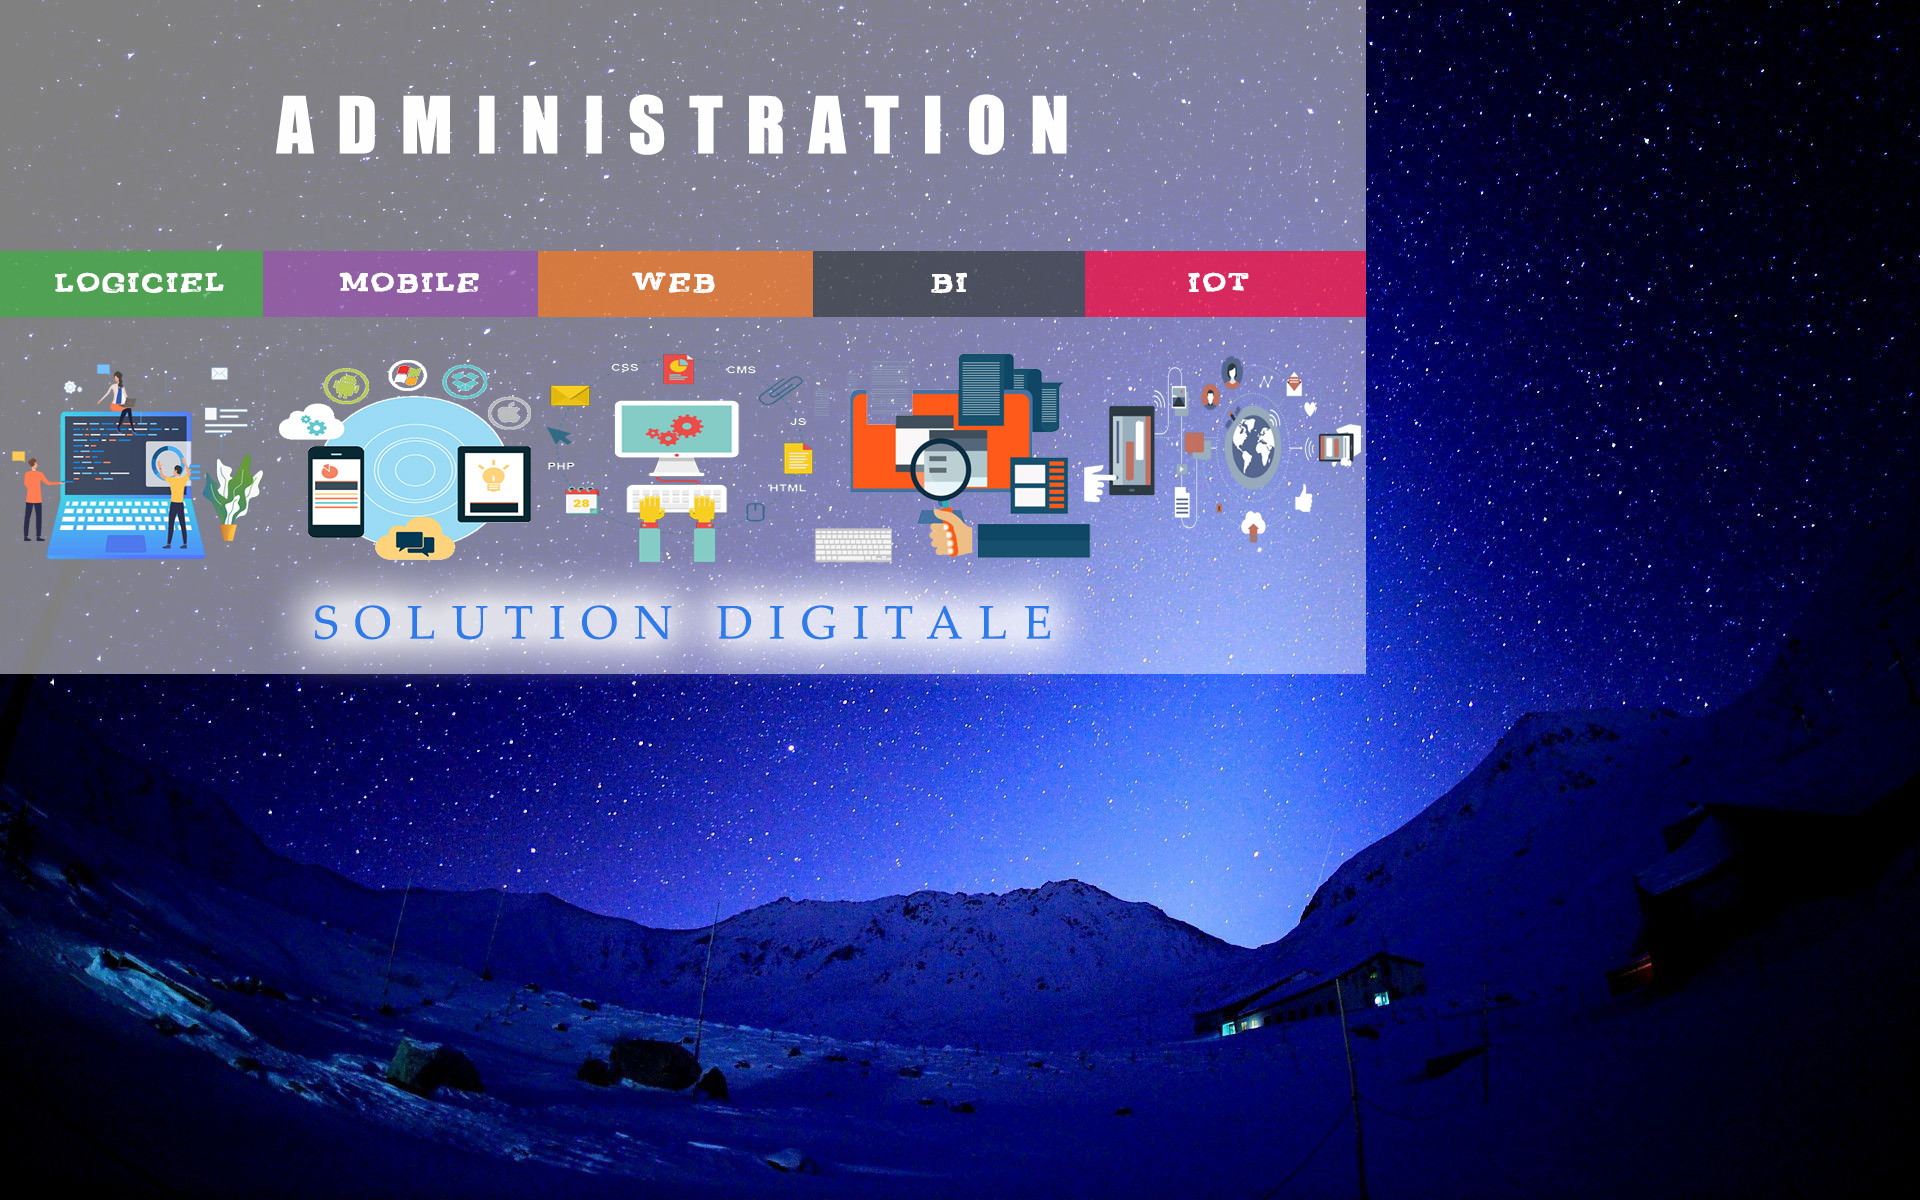 ADMINISTRATION
LOGICIEL MOBILE WEB BI IOT
CSS CMS
JS
PHP
HTML
28
SOLUTION DIGITALE